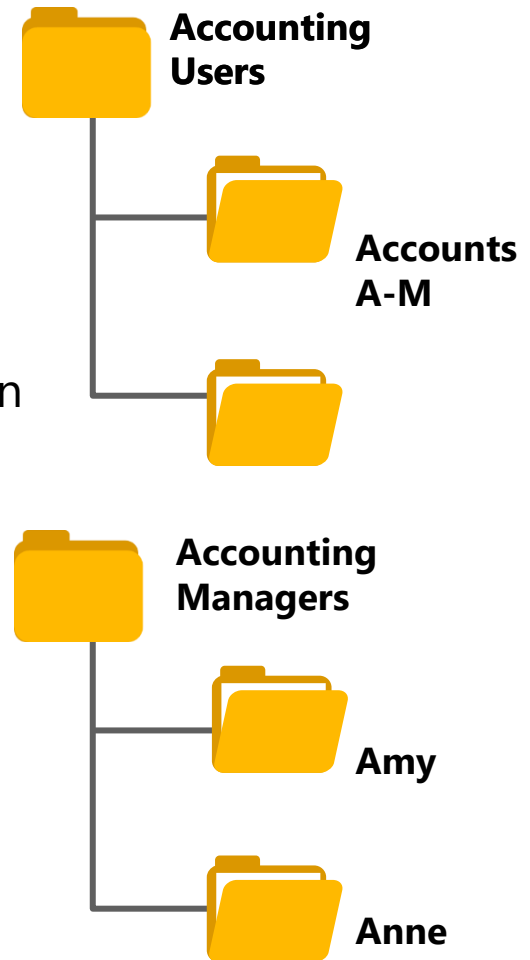 Accounting
Users
Accounts
A-M
n
Accounting
Managers
Amy
Anne